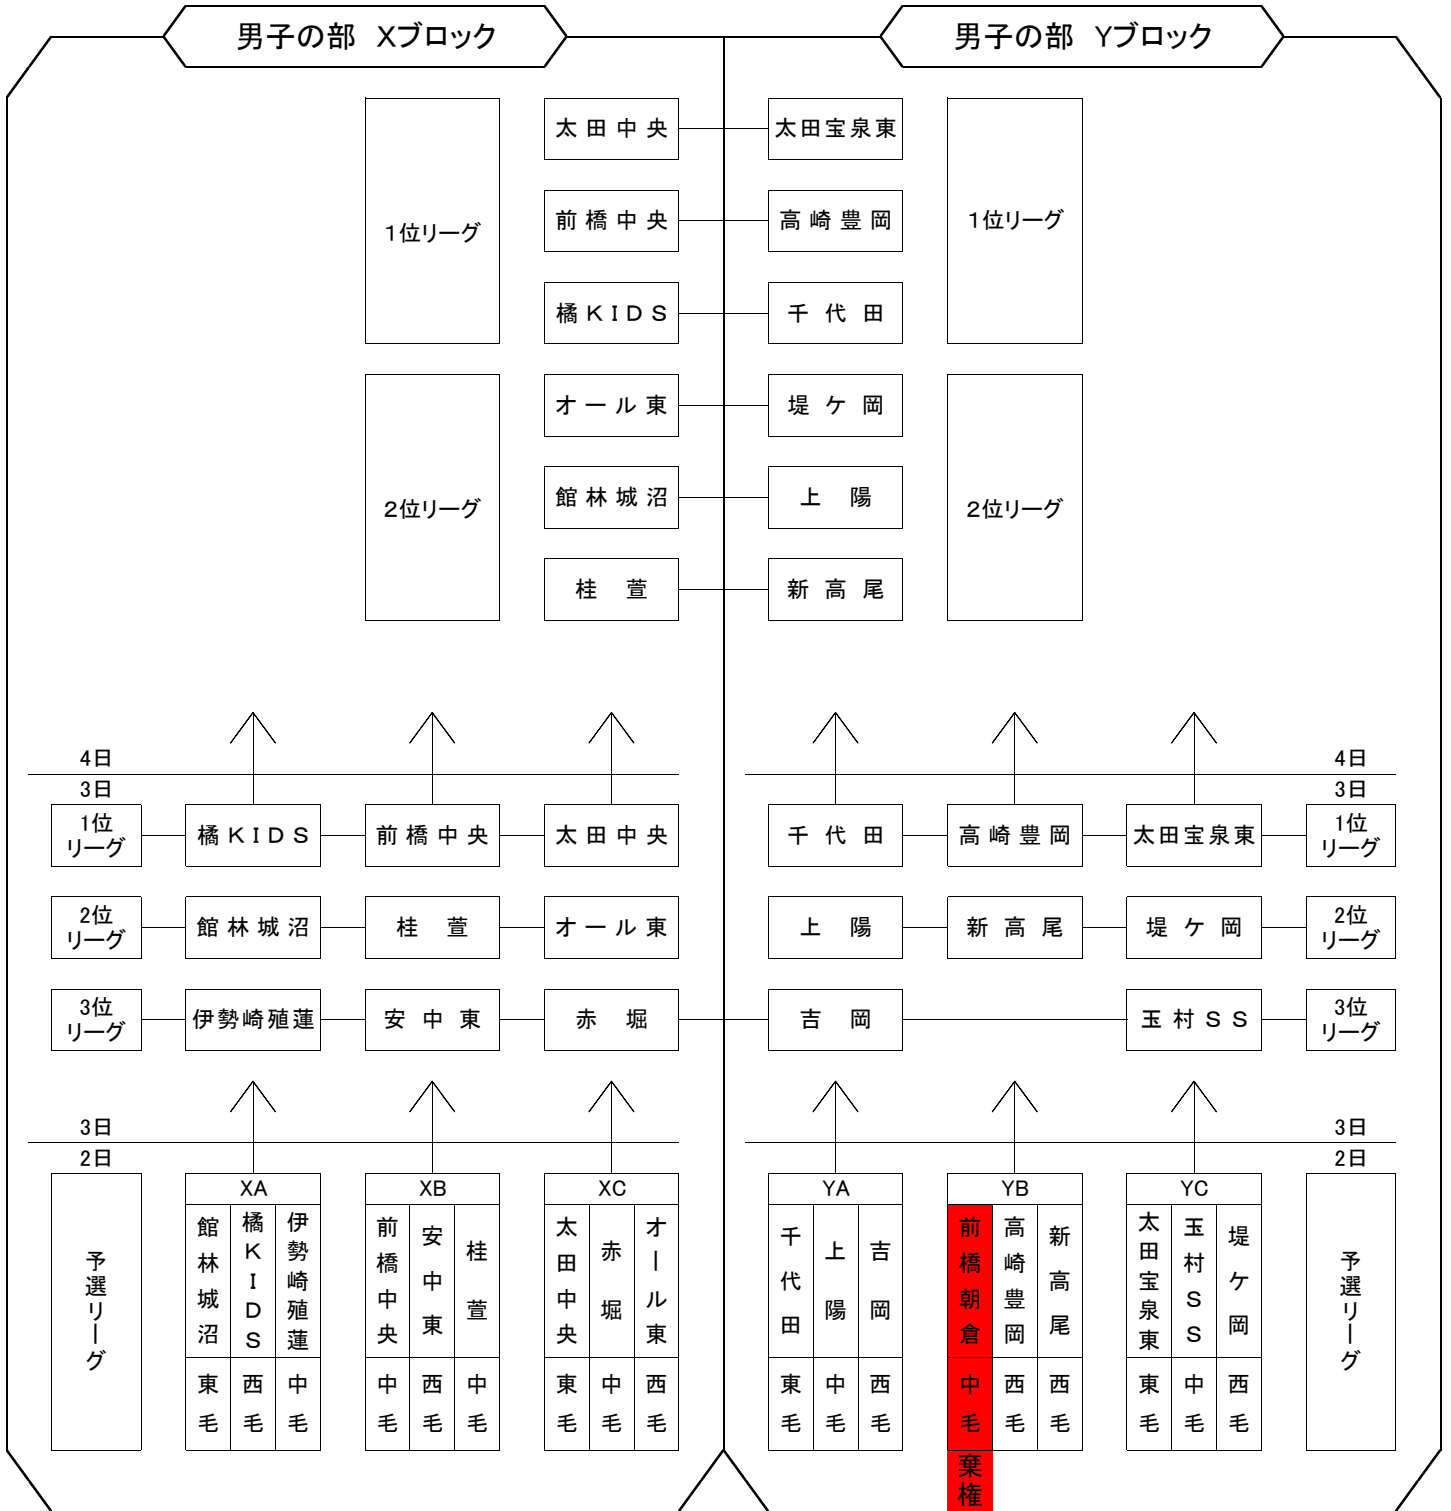 男子の部 Xブロック
男子の部 Yブロック
太田中央
太田宝泉東
1位リーグ
前橋中央
高崎豊岡
1位リーグ
橘KIDS
千代田
オール東
堤ケ岡
2位リーグ
館林城沼
上陽
2位リーグ
桂萱
新高尾
4日
4日
3日
3日
1位
リーグ
橘KIDS
前橋中央
太田中央
千代田
高崎豊岡
太田宝泉東
1位
リーグ
2位
リーグ
館林城沼
桂萱
オール東
上陽
新高尾
堤ケ岡
2位
リーグ
3位
リーグ
伊勢崎殖蓮
安中東
赤堀
吉岡
玉村SS
3位
リーグ
3日
3日
2日
2日
予選リーグ
XA
館林城沼
東毛
橘KIDS
西毛
伊勢崎殖蓮
中毛
XB
前橋中央
中毛
安中東
西毛
桂萱
中毛
XC
太田中央
東毛
赤堀
中毛
オール東
西毛
YA
千代田
東毛
上陽
中毛
吉岡
西毛
YB
前橋朝倉
中毛
棄権
高崎豊岡
西毛
新高尾
西毛
YC
太田宝泉東
東毛
玉村SS
中毛
堤ケ岡
西毛
予選リーグ